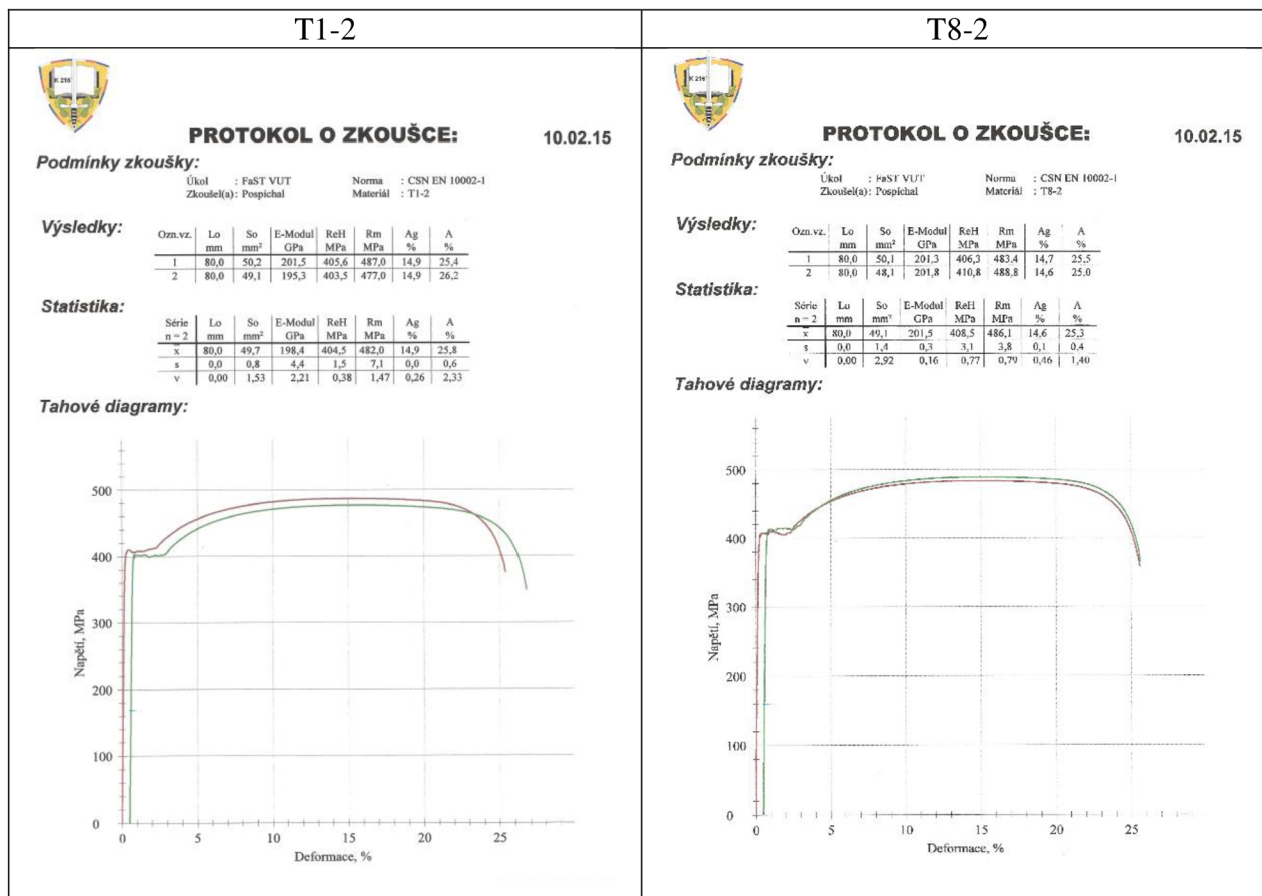 T1-2
K 216
PROTOKOL O ZKOUŠCE: 10.02.15
Podmínky zkoušky:
Úkol : FaST VUT Norma : CSN EN 10002-1
Zkoušel(a): Pospíchal Materiál : T1-2
Výsledky:
Ozn.vz. Lo So E-Modul ReH Rm Ag A
mm mm² GPa MPa MPa % %
1 80,0 50,2 201,5 405,6 487,0 14,9 25,4
2 80,0 49,1 195,3 403,5 477,0 14,9 26,2
Statistika:
Série Lo So E-Modul ReH Rm Ag A
n = 2 mm mm² GPa MPa MPa % %
x 80,0 49,7 198,4 404,5 482,0 14,9 25,8
s 0,0 0,8 4,4 1,5 7,1 0,0 0,6
v 0,00 1,53 2,21 0,38 1,47 0,26 2,33
Tahové diagramy:
500
400
300
200
100
0
Napětí, MPa
0 5 10 15 20 25
Deformace, %
T8-2
K 216
PROTOKOL O ZKOUŠCE: 10.02.15
Podmínky zkoušky:
Úkol : FaST VUT Norma : CSN EN 10002-1
Zkoušel(a): Pospíchal Materiál : T8-2
Výsledky:
Ozn.vz. Lo So E-Modul ReH Rm Ag A
mm mm² GPa MPa MPa % %
1 80,0 50,1 201,3 406,3 483,4 14,7 25,5
2 80,0 48,1 201,8 410,8 488,8 14,6 25,0
Statistika:
Série Lo So E-Modul ReH Rm Ag A
n = 2 mm mm² GPa MPa MPa % %
x 80,0 49,1 201,5 408,5 486,1 14,6 25,3
s 0,0 1,4 0,3 3,1 3,8 0,1 0,4
v 0,00 2,92 0,16 0,77 0,79 0,46 1,40
Tahové diagramy:
500
400
300
200
100
0
Napětí, MPa
0 5 10 15 20 25
Deformace, %